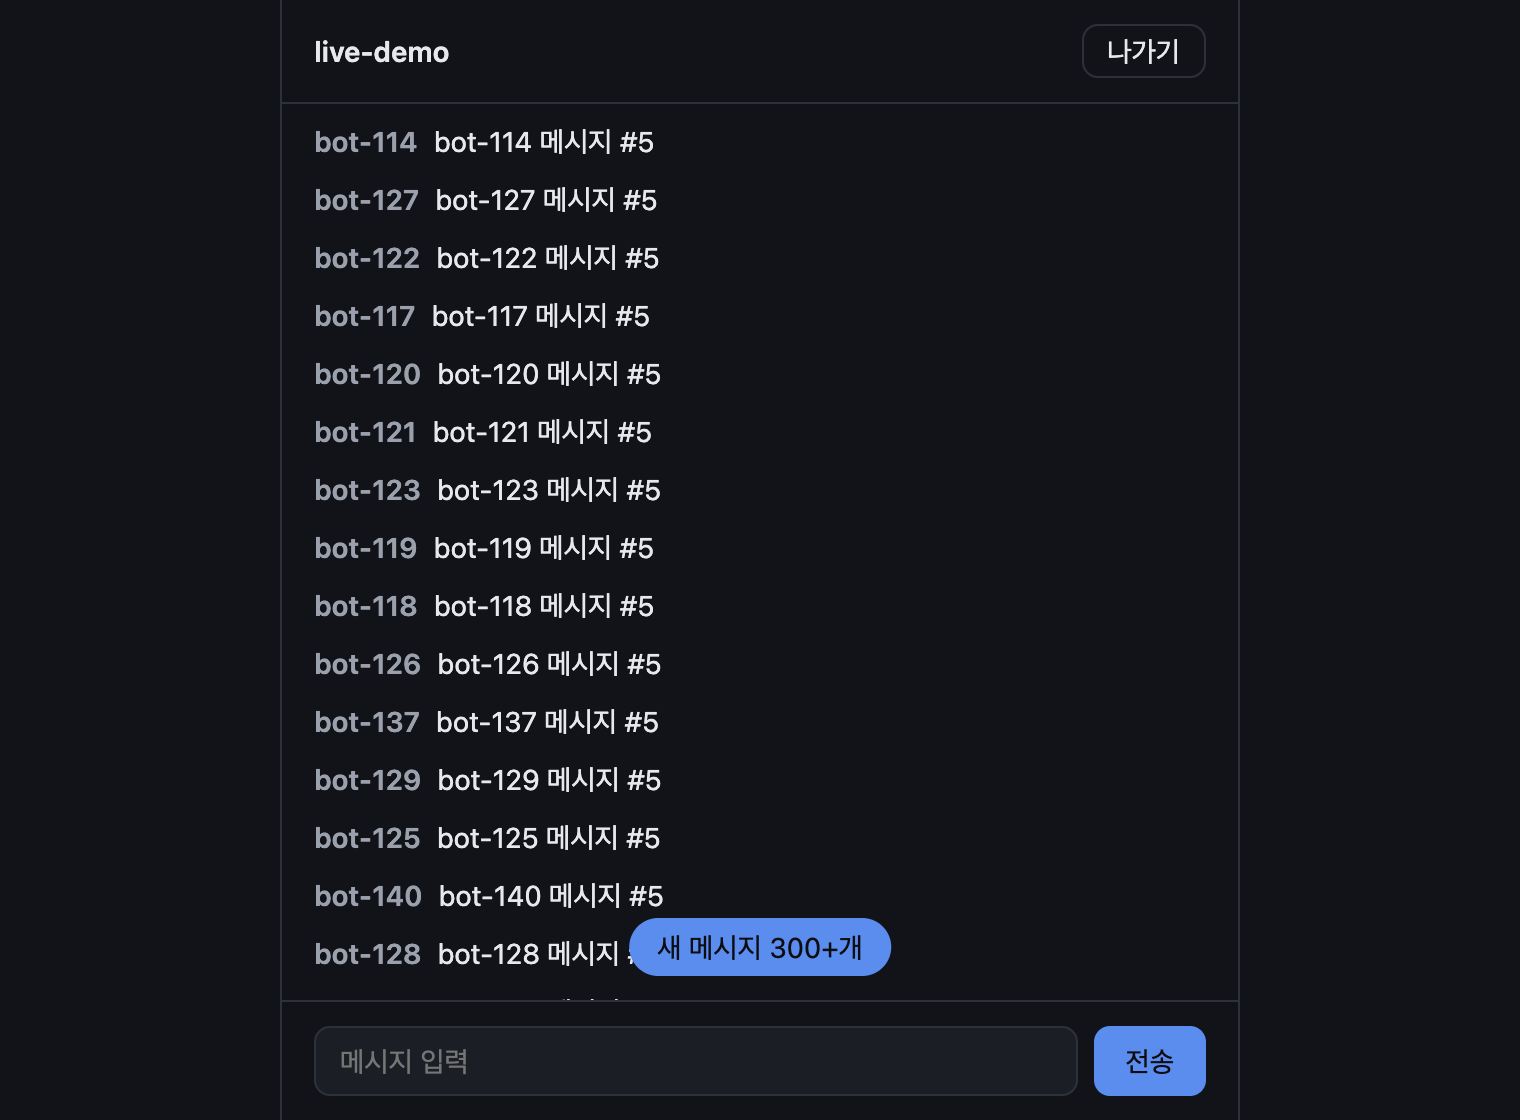 live-demo 나가기
bot-114 bot-114 메시지 #5
bot-127 bot-127 메시지 #5
bot-122 bot-122 메시지 #5
bot-117 bot-117 메시지 #5
bot-120 bot-120 메시지 #5
bot-121 bot-121 메시지 #5
bot-123 bot-123 메시지 #5
bot-119 bot-119 메시지 #5
bot-118 bot-118 메시지 #5
bot-126 bot-126 메시지 #5
bot-137 bot-137 메시지 #5
bot-129 bot-129 메시지 #5
bot-125 bot-125 메시지 #5
bot-140 bot-140 메시지 #5
bot-128 bot-128 메시지
새 메시지 300+개
메시지 입력 전송